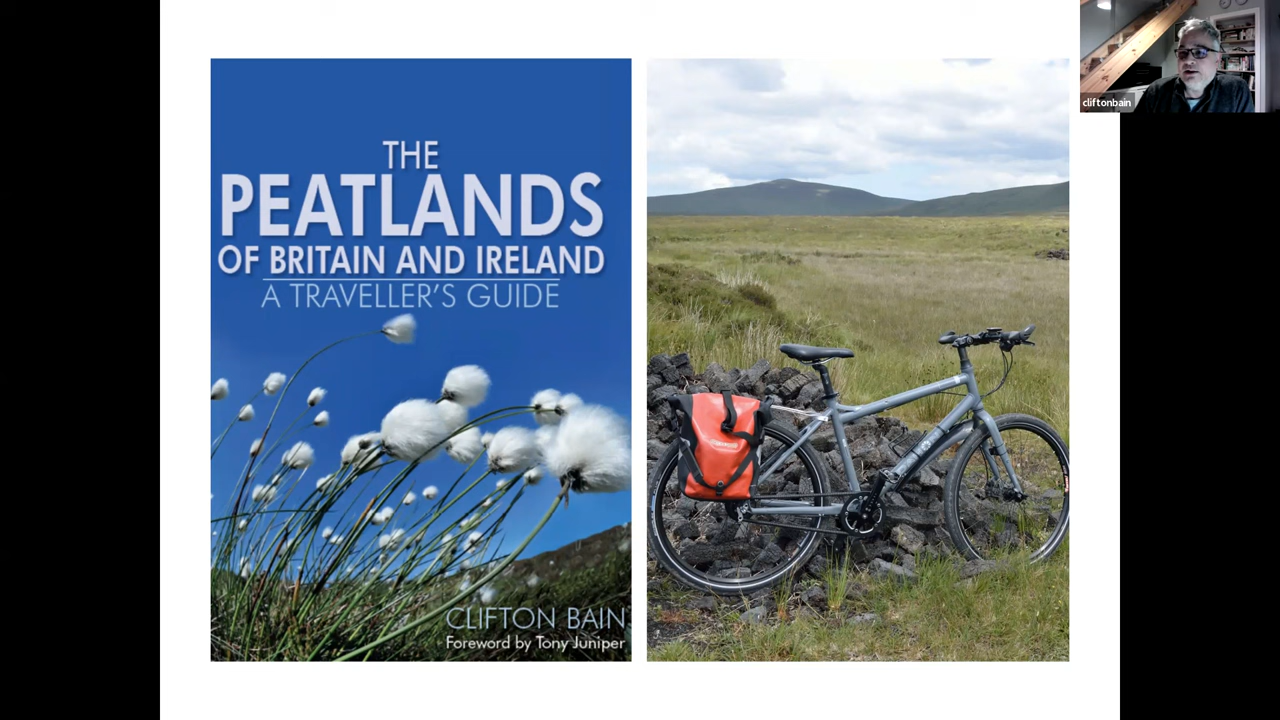 THE
PEATLANDS
OF BRITAIN AND IRELAND
A TRAVELLER'S GUIDE
CLIFTON BAIN
Foreword by Tony Juniper
cliftonbain